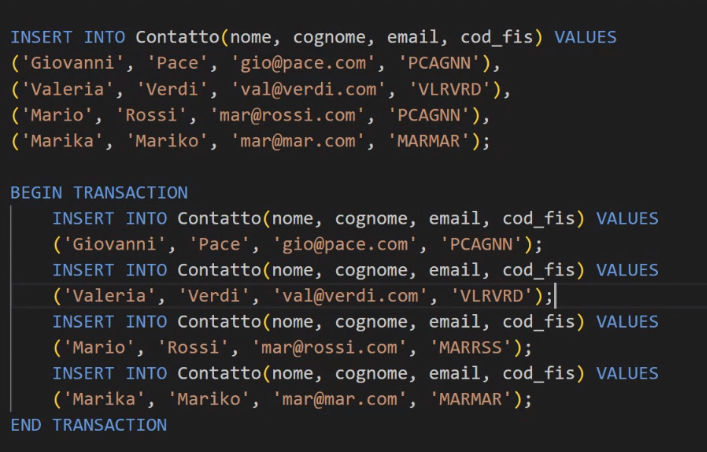 INSERT INTO Contatto(nome, cognome, email, cod_fis) VALUES
('Giovanni', 'Pace', 'gio@pace.com', 'PCAGNN'),
('Valeria', 'Verdi', 'val@verdi.com', 'VLRVRD'),
('Mario', 'Rossi', 'mar@rossi.com', 'PCAGNN'),
('Marika', 'Mariko', 'mar@mar.com', 'MARMAR');
BEGIN TRANSACTION
INSERT INTO Contatto(nome, cognome, email, cod_fis) VALUES
('Giovanni', 'Pace', 'gio@pace.com', 'PCAGNN');
INSERT INTO Contatto(nome, cognome, email, cod_fis) VALUES
('Valeria', 'Verdi', 'val@verdi.com', 'VLRVRD');
INSERT INTO Contatto(nome, cognome, email, cod_fis) VALUES
('Mario', 'Rossi', 'mar@rossi.com', 'MARRSS');
INSERT INTO Contatto(nome, cognome, email, cod_fis) VALUES
('Marika', 'Mariko', 'mar@mar.com', 'MARMAR');
END TRANSACTION